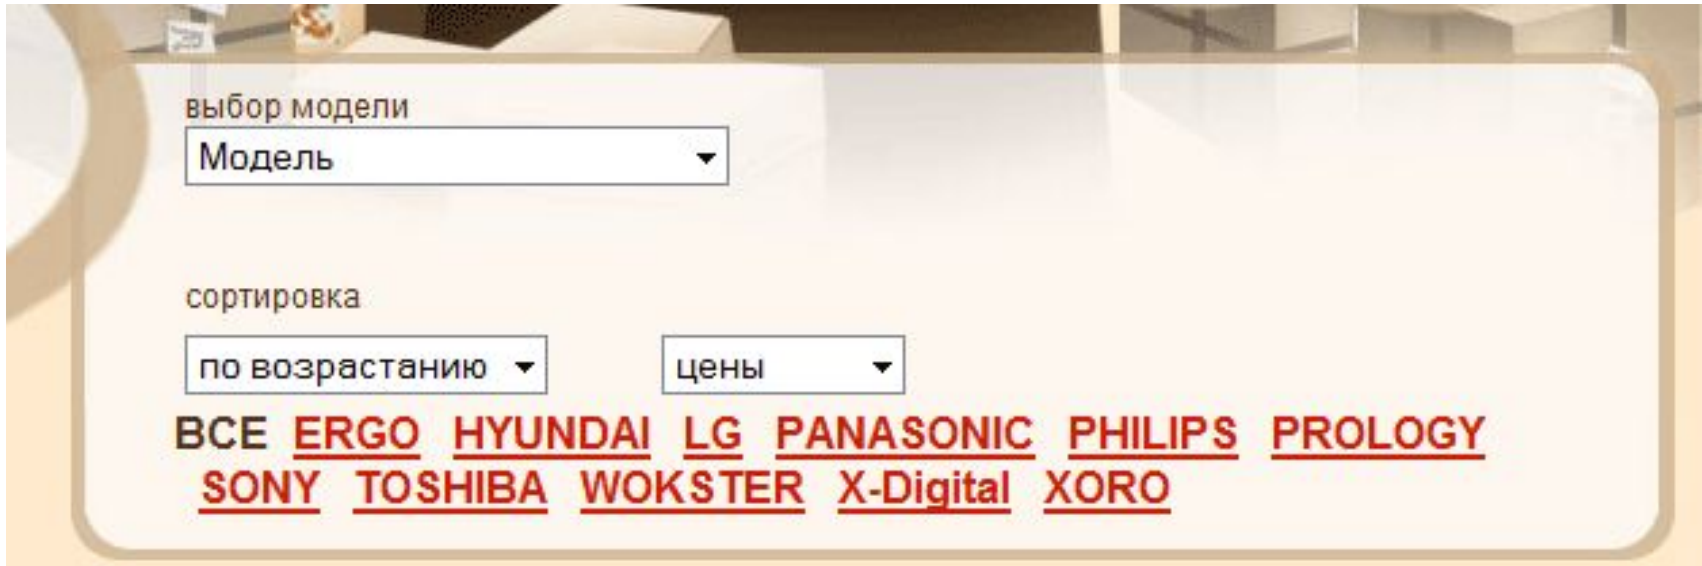 выбор модели
Модель
сортировка
по возрастанию цены
ВСЕ ERGO HYUNDAI LG PANASONIC PHILIPS PROLOGY
SONY TOSHIBA WOKSTER X-Digital XORO